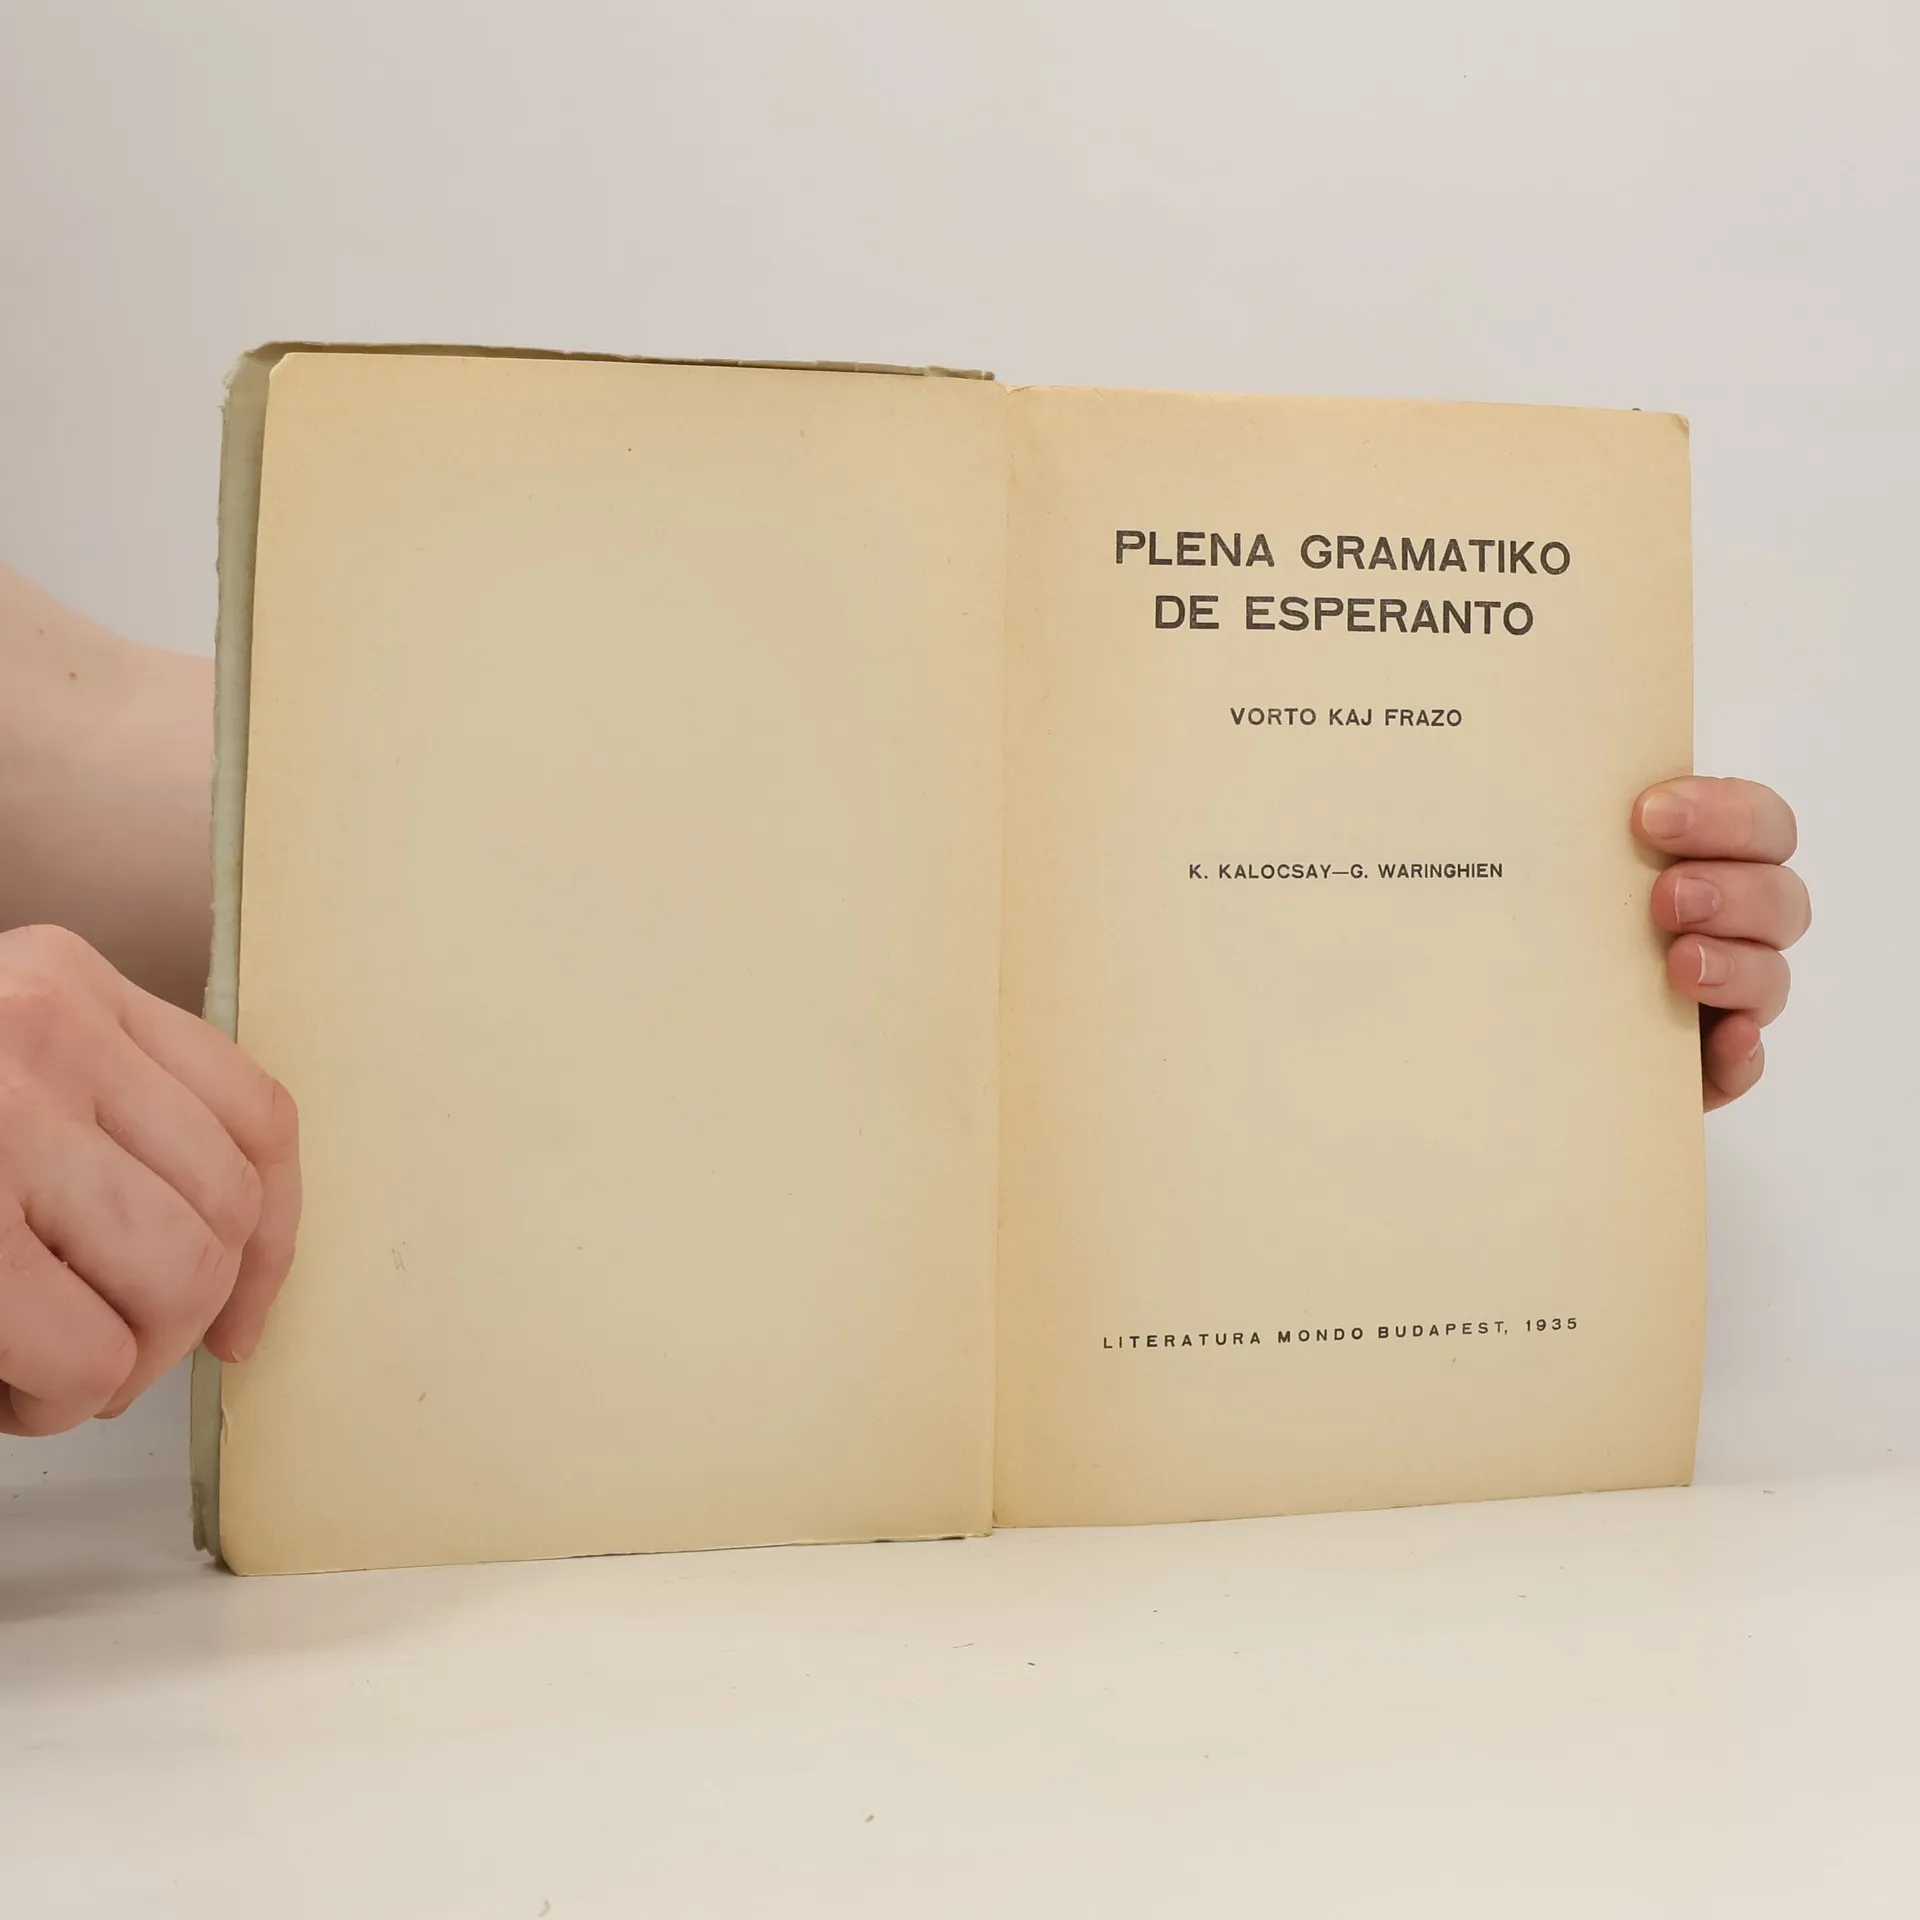 PLENA GRAMATIKO
DE ESPERANTO
VORTO KAJ FRAZO
K. KALOCSAY—G. WARINGHIEN
LITERATURA MONDO BUDAPEST, 1935